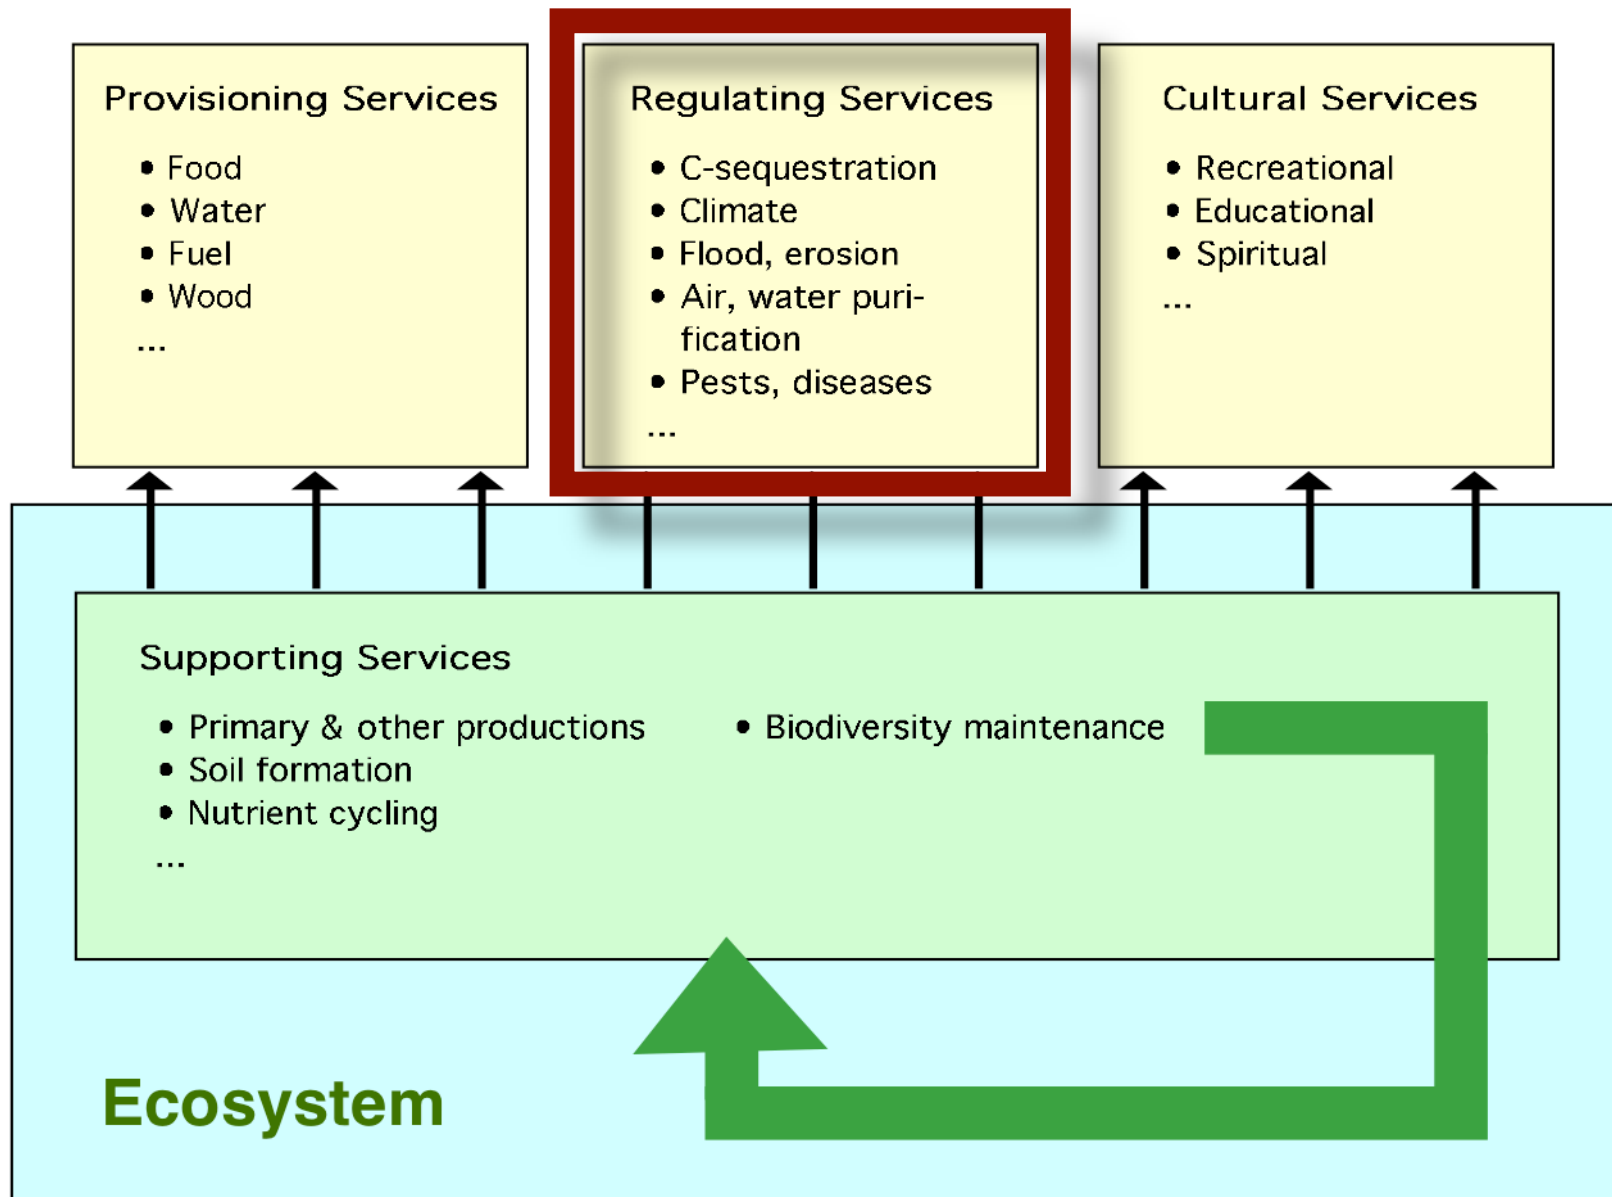 Provisioning Services
• Food
• Water
• Fuel
• Wood
...
Regulating Services
• C-sequestration
• Climate
• Flood, erosion
• Air, water puri-
fication
• Pests, diseases
...
Cultural Services
• Recreational
• Educational
• Spiritual
...
Supporting Services
• Primary & other productions
• Soil formation
• Nutrient cycling
...
• Biodiversity maintenance
Ecosystem